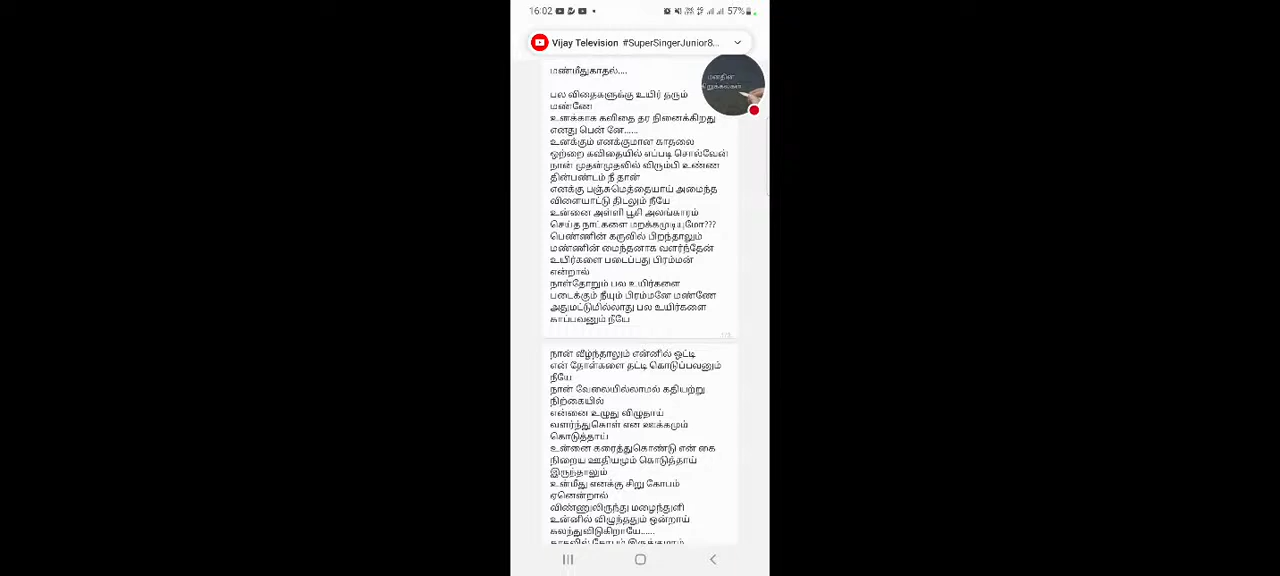 16:02
57%
Vijay Television #SuperSingerJunior8...
மண்மீதுகாதல்....
மனதின்
கிறுக்கல்கள்
பல விதைகளுக்கு உயிர் தரும்
மண்ணே
உனக்காக கவிதை தர நினைக்கிறது
எனது பென் னே......
உனக்கும் எனக்குமான காதலை
ஒற்றை கவிதையில் எப்படி சொல்வேன்
நான் முதன்முதலில் விரும்பி உண்ண
தின்பண்டம் நீ தான்
எனக்கு பஞ்சுமெத்தையாய் அமைந்த
விளையாட்டு திடலும் நீயே
உன்னை அள்ளி பூசி அலங்காரம்
செய்த நாட்களை மறக்கமுடியுமோ???
பெண்ணின் கருவில் பிறந்தாலும்
மண்ணின் மைந்தனாக வளர்ந்தேன்
உயிர்களை படைப்பது பிரம்மன்
என்றால்
நாள்தோறும் பல உயிர்களை
படைக்கும் நீயும் பிரம்மனே மண்ணே
அதுமட்டுமில்லாது பல உயிர்களை
காப்பவனும் நீயே
நான் வீழ்ந்தாலும் என்னில் ஒட்டி
என் தோள்களை தட்டி கொடுப்பவனும்
நீயே
நான் வேலையில்லாமல் கதியற்று
நிற்கையில்
என்னை உழுது விழுதாய்
வளர்ந்துகொள் என ஊக்கமும்
கொடுத்தாய்
உன்னை கரைத்துகொண்டு என் கை
நிறைய ஊதியமும் கொடுத்தாய்
இருந்தாலும்
உன்மீது எனக்கு சிறு கோபம்
ஏனென்றால்
விண்ணுலிருந்து மழைந்துளி
உன்னில் விழுந்ததும் ஒன்றாய்
கலந்துவிடுகிறாயே......